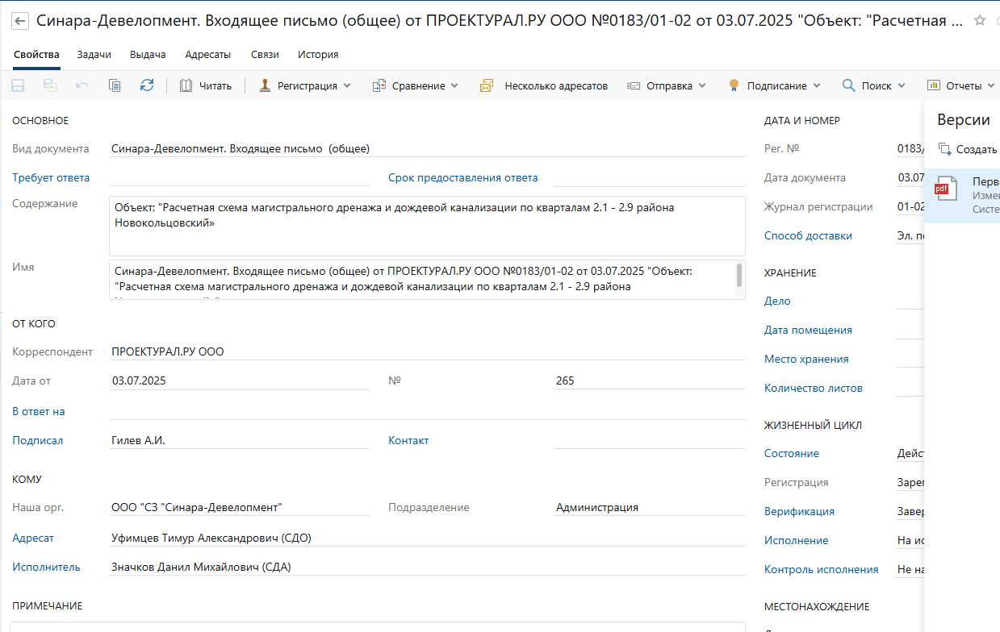 Синара-Девелопмент. Входящее письмо (общее) от ПРОЕКТУРАЛ.РУ ООО №0183/01-02 от 03.07.2025 "Объект: "Расчетная ...
Свойства Задачи Выдача Адресаты Связи История
Читать Регистрация Сравнение Несколько адресатов Отправка Подписание Поиск Отчеты
ОСНОВНОЕ
Вид документа Синара-Девелопмент. Входящее письмо (общее)
Требует ответа Срок предоставления ответа
Содержание Объект: "Расчетная схема магистрального дренажа и дождевой канализации по кварталам 2.1 - 2.9 района
Новокольцовский»
Имя Синара-Девелопмент. Входящее письмо (общее) от ПРОЕКТУРАЛ.РУ ООО №0183/01-02 от 03.07.2025 "Объект:
"Расчетная схема магистрального дренажа и дождевой канализации по кварталам 2.1 - 2.9 района
ОТ КОГО
Корреспондент ПРОЕКТУРАЛ.РУ ООО
Дата от 03.07.2025 № 265
В ответ на
Подписал Гилев А.И. Контакт
КОМУ
Наша орг. ООО "СЗ "Синара-Девелопмент" Подразделение Администрация
Адресат Уфимцев Тимур Александрович (СДО)
Исполнитель Значков Данил Михайлович (СДА)
ПРИМЕЧАНИЕ
ДАТА И НОМЕР
Рег. № 0183/
Дата документа 03.07
Журнал регистрации 01-02
Способ доставки Эл. по
ХРАНЕНИЕ
Дело
Дата помещения
Место хранения
Количество листов
ЖИЗНЕННЫЙ ЦИКЛ
Состояние Дейс
Регистрация Заре
Верификация Заве
Исполнение На ис
Контроль исполнения Не на
МЕСТОНАХОЖДЕНИЕ
Версии
Создать
pdf Перв
Изме
Систе